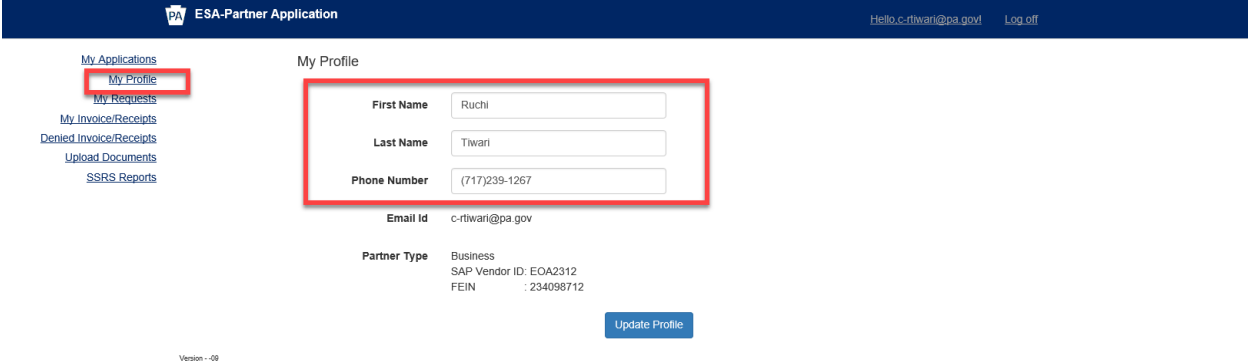 PA ESA-Partner Application
Hello,c-rtiwari@pa.gov! Log off
My Applications
My Profile
My Requests
My Invoice/Receipts
Denied Invoice/Receipts
Upload Documents
SSRS Reports
My Profile
First Name Ruchi
Last Name Tiwari
Phone Number (717)239-1267
Email Id c-rtiwari@pa.gov
Partner Type Business
SAP Vendor ID: EOA2312
FEIN : 234098712
Update Profile
Version - -09